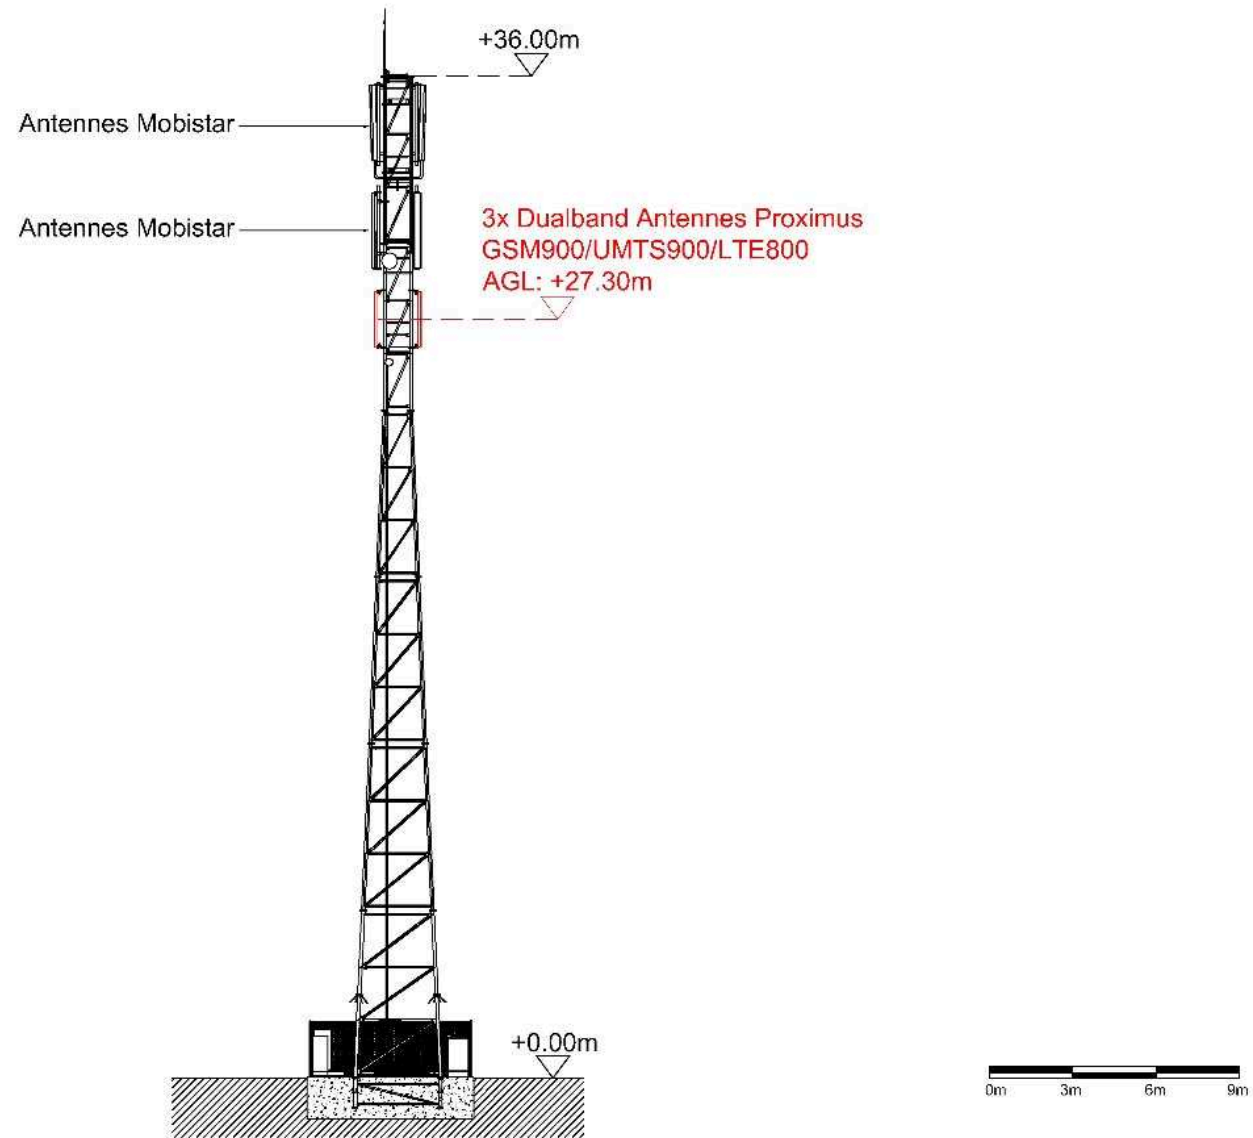 +36.00m
Antennes Mobistar
Antennes Mobistar
3x Dualband Antennes Proximus
GSM900/UMTS900/LTE800
AGL: +27.30m
+0.00m
0m 3m 6m 9m